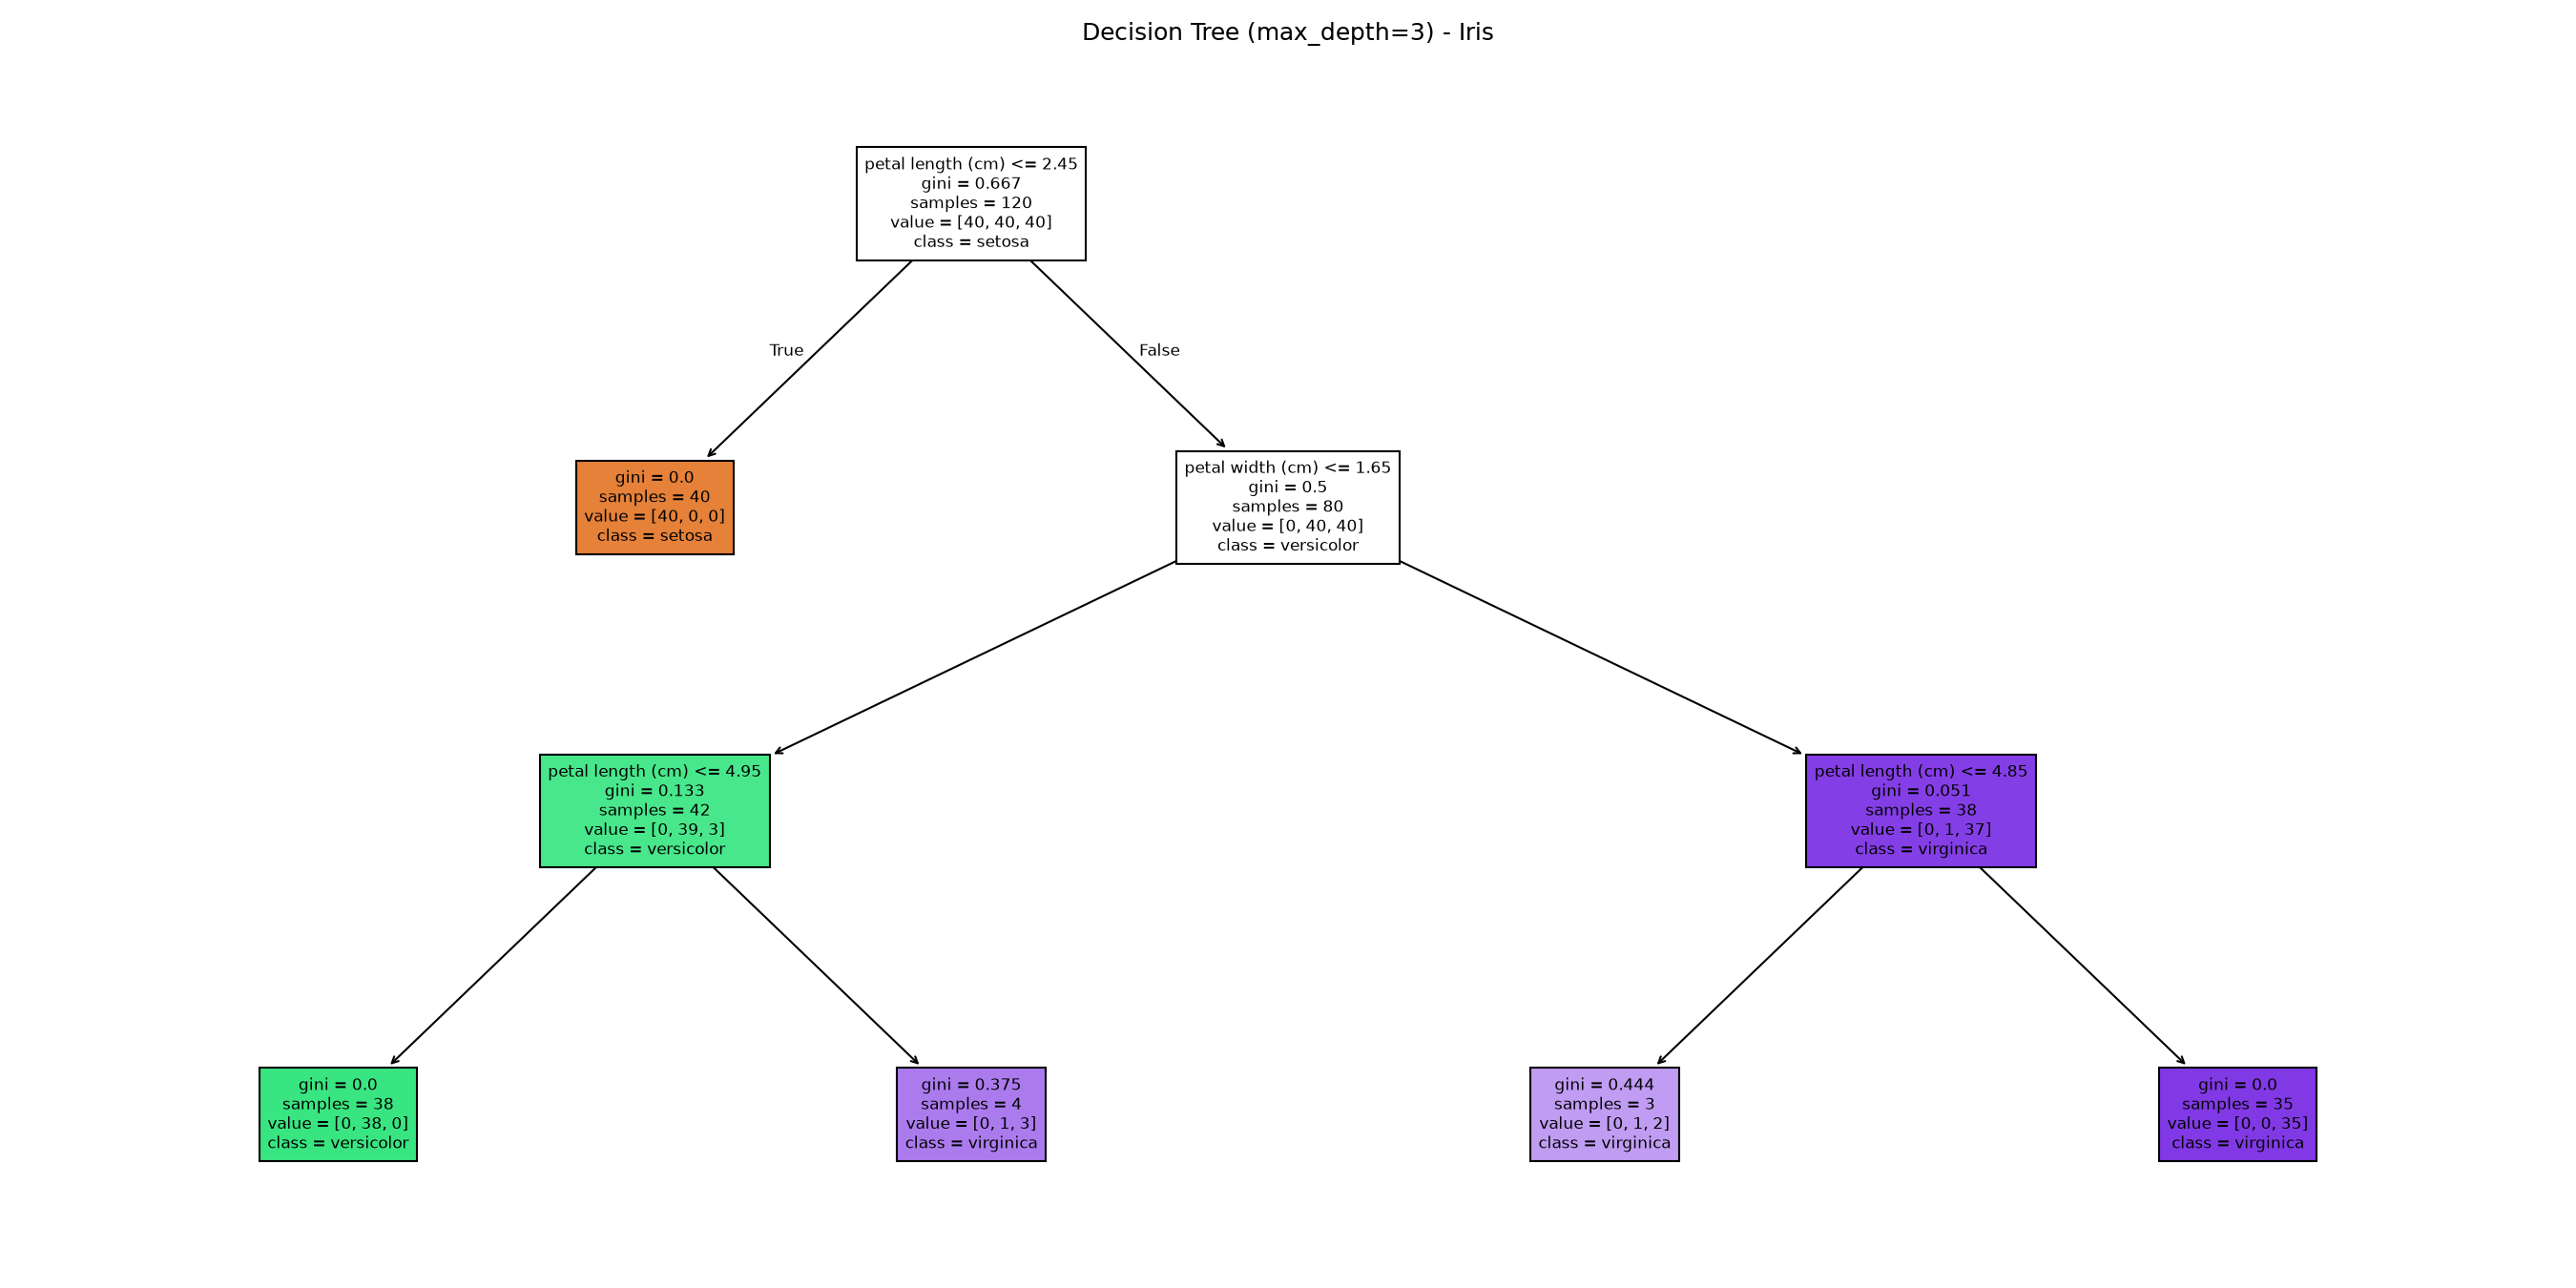 Decision Tree (max_depth=3) - Iris
petal length (cm) <= 2.45
gini = 0.667
samples = 120
value = [40, 40, 40]
class = setosa
True
False
gini = 0.0
samples = 40
value = [40, 0, 0]
class = setosa
petal width (cm) <= 1.65
gini = 0.5
samples = 80
value = [0, 40, 40]
class = versicolor
petal length (cm) <= 4.95
gini = 0.133
samples = 42
value = [0, 39, 3]
class = versicolor
petal length (cm) <= 4.85
gini = 0.051
samples = 38
value = [0, 1, 37]
class = virginica
gini = 0.0
samples = 38
value = [0, 38, 0]
class = versicolor
gini = 0.375
samples = 4
value = [0, 1, 3]
class = virginica
gini = 0.444
samples = 3
value = [0, 1, 2]
class = virginica
gini = 0.0
samples = 35
value = [0, 0, 35]
class = virginica